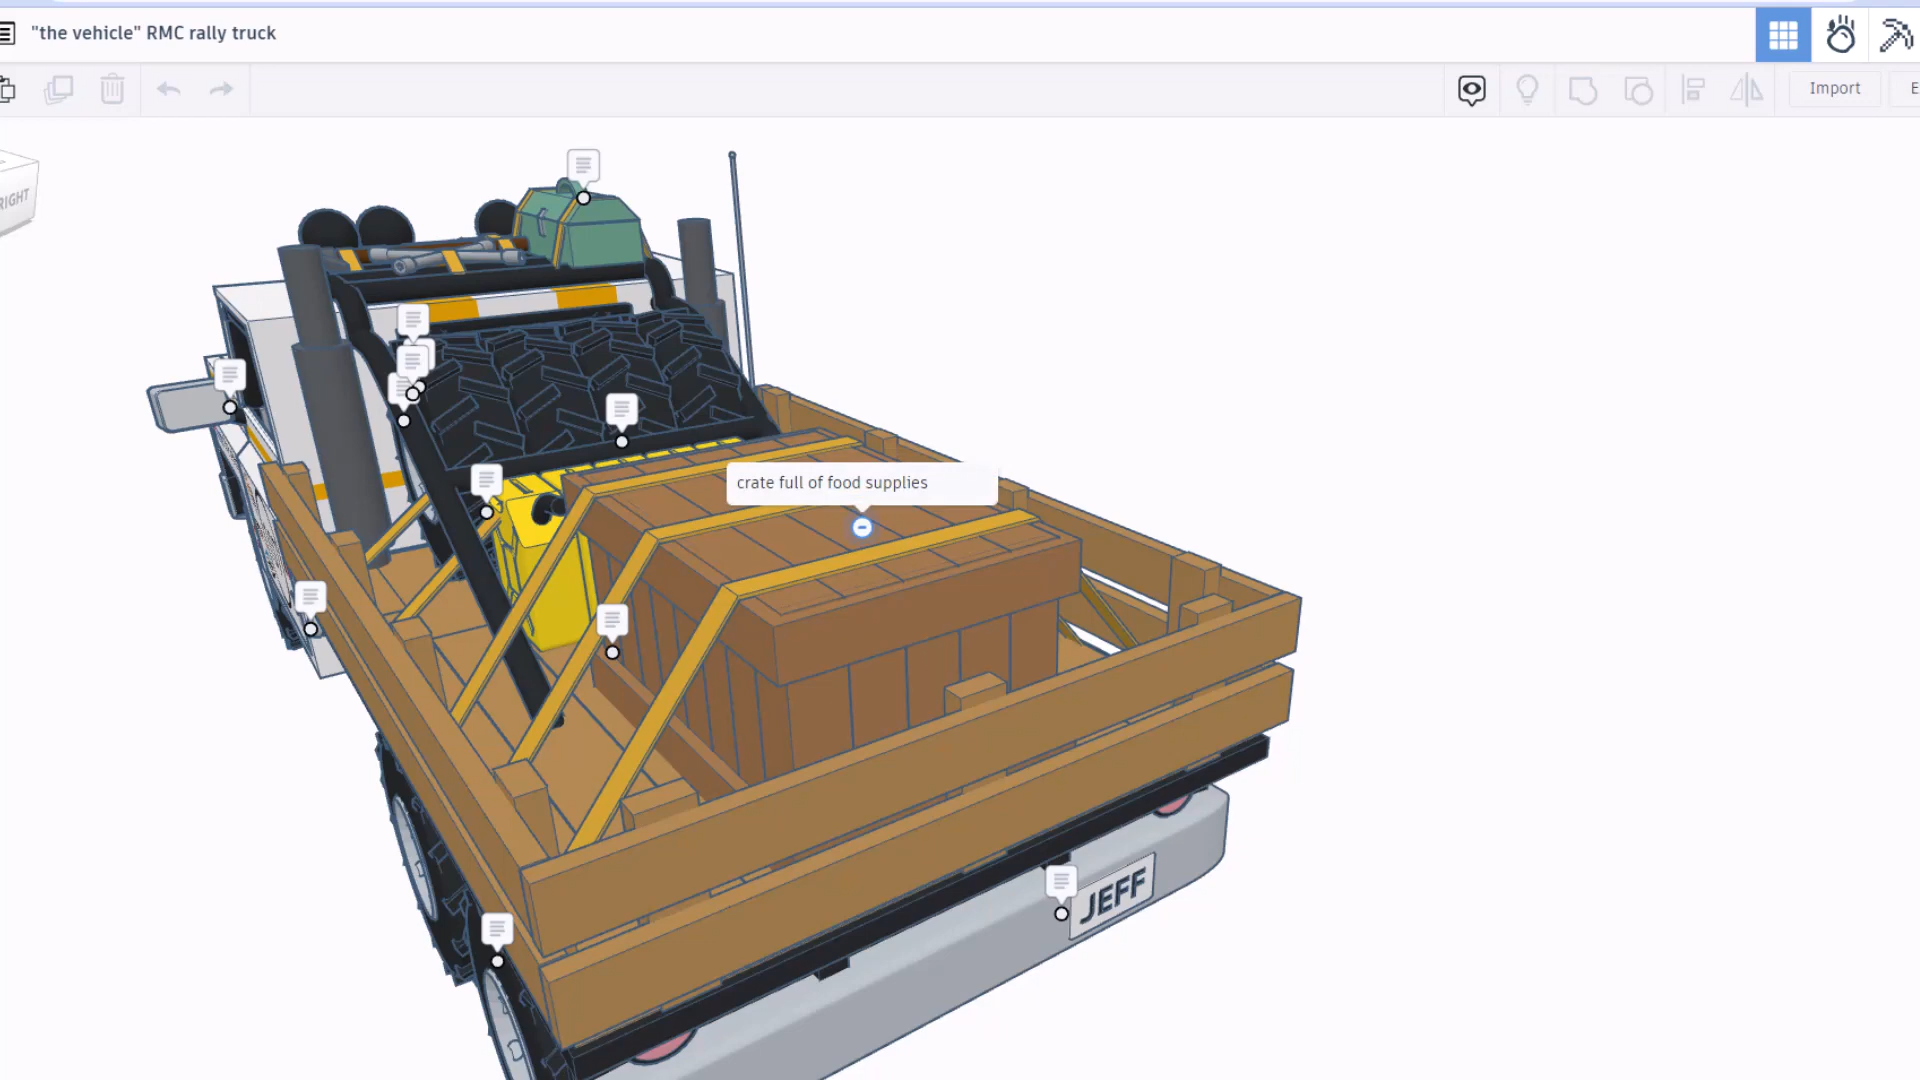 "the vehicle" RMC rally truck
Import
E
RIGHT
crate full of food supplies
JEFF